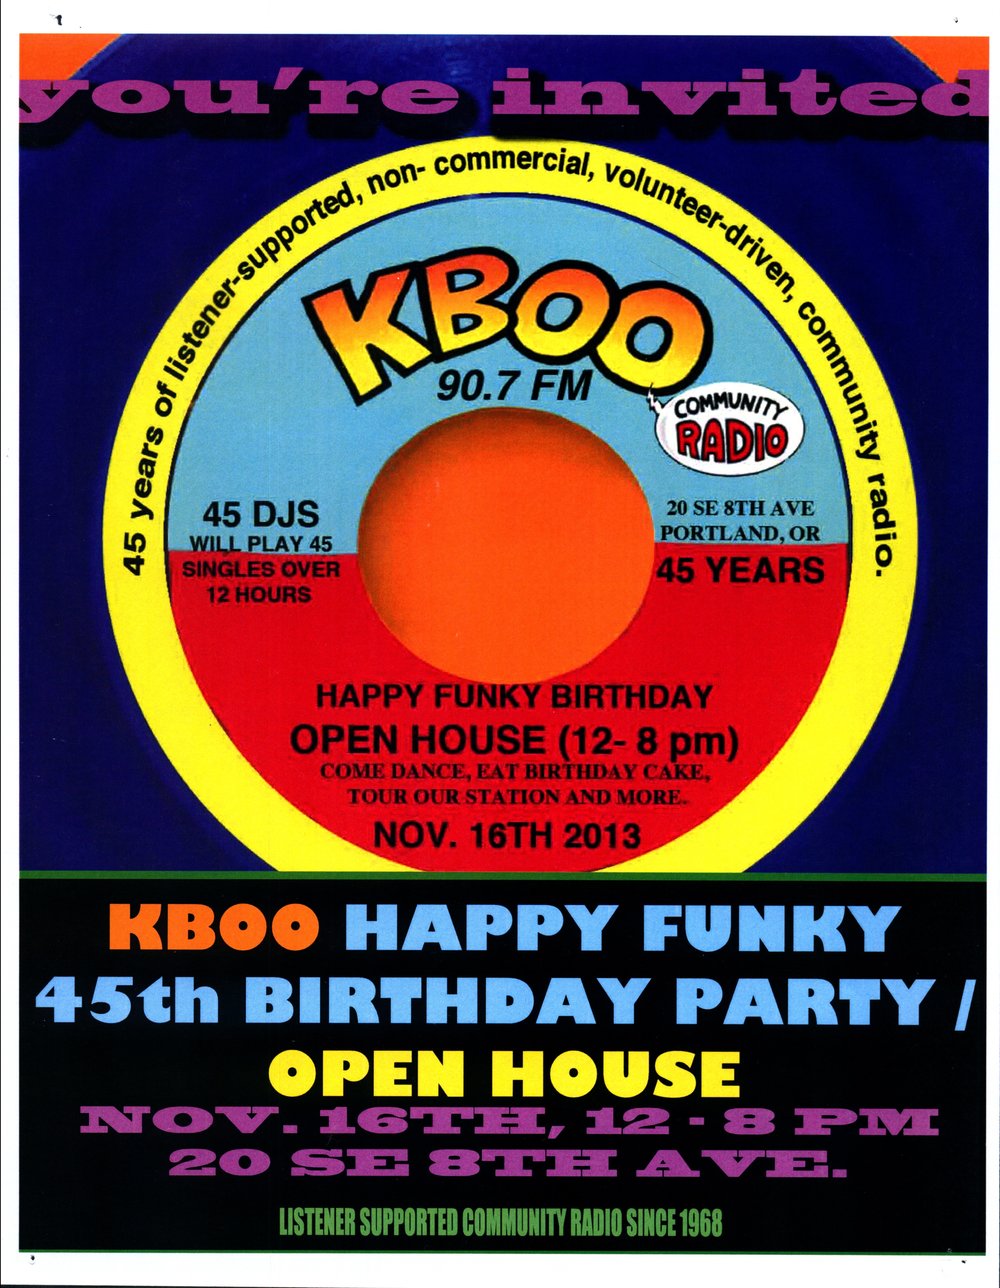 you're invited
45 years of listener-supported, non- commercial, volunteer-driven, community radio.
KBOO
90.7 FM
COMMUNITY
RADIO
45 DJS
WILL PLAY 45
SINGLES OVER
12 HOURS
20 SE 8TH AVE
PORTLAND, OR
45 YEARS
HAPPY FUNKY BIRTHDAY
OPEN HOUSE (12- 8 pm)
COME DANCE, EAT BIRTHDAY CAKE,
TOUR OUR STATION AND MORE.
NOV. 16TH 2013
KBOO HAPPY FUNKY
45th BIRTHDAY PARTY /
OPEN HOUSE
NOV. 16TH, 12 - 8 PM
20 SE 8TH AVE.
LISTENER SUPPORTED COMMUNITY RADIO SINCE 1968